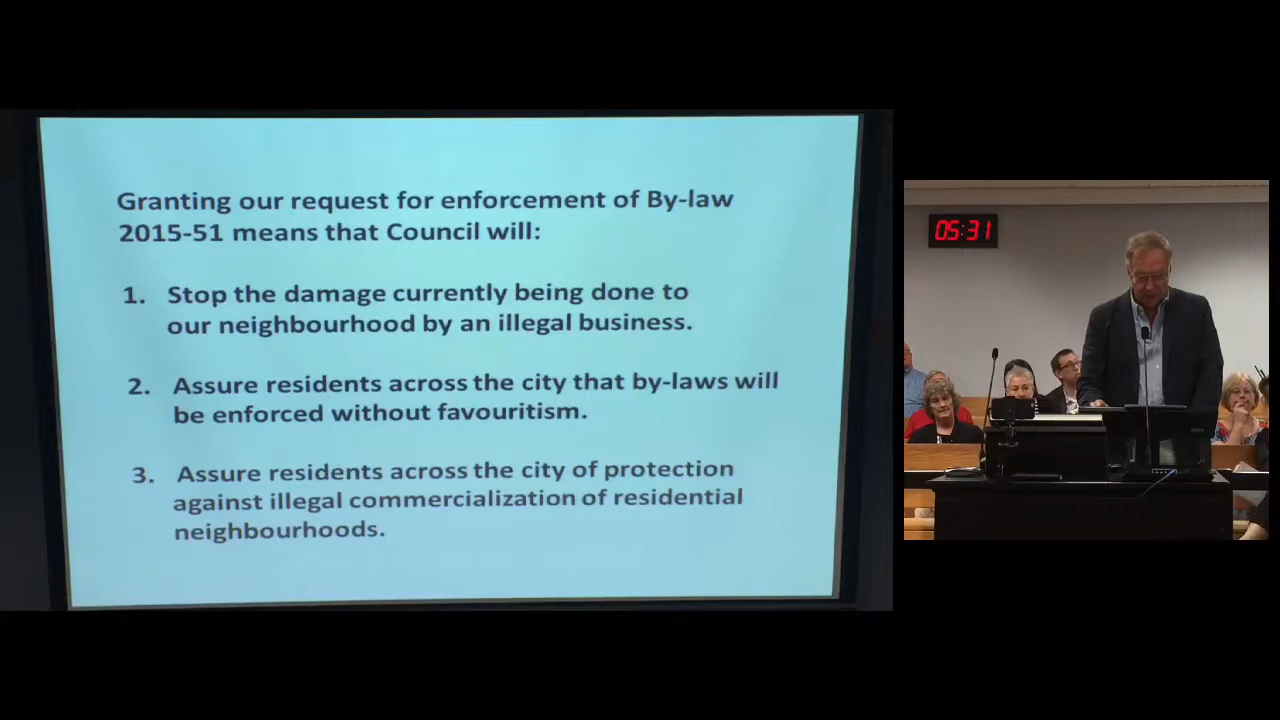 Granting our request for enforcement of By-law
2015-51 means that Council will:
1. Stop the damage currently being done to
our neighbourhood by an illegal business.
2. Assure residents across the city that by-laws will
be enforced without favouritism.
3. Assure residents across the city of protection
against illegal commercialization of residential
neighbourhoods.
05:31